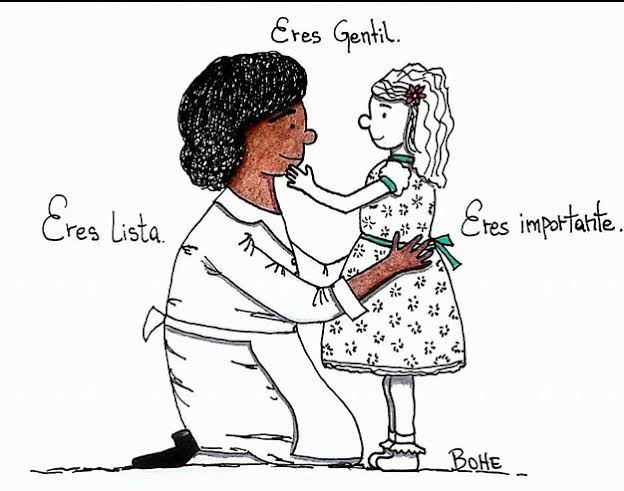 Eres Gentil.
Eres Lista.
Eres importante.
BOHE